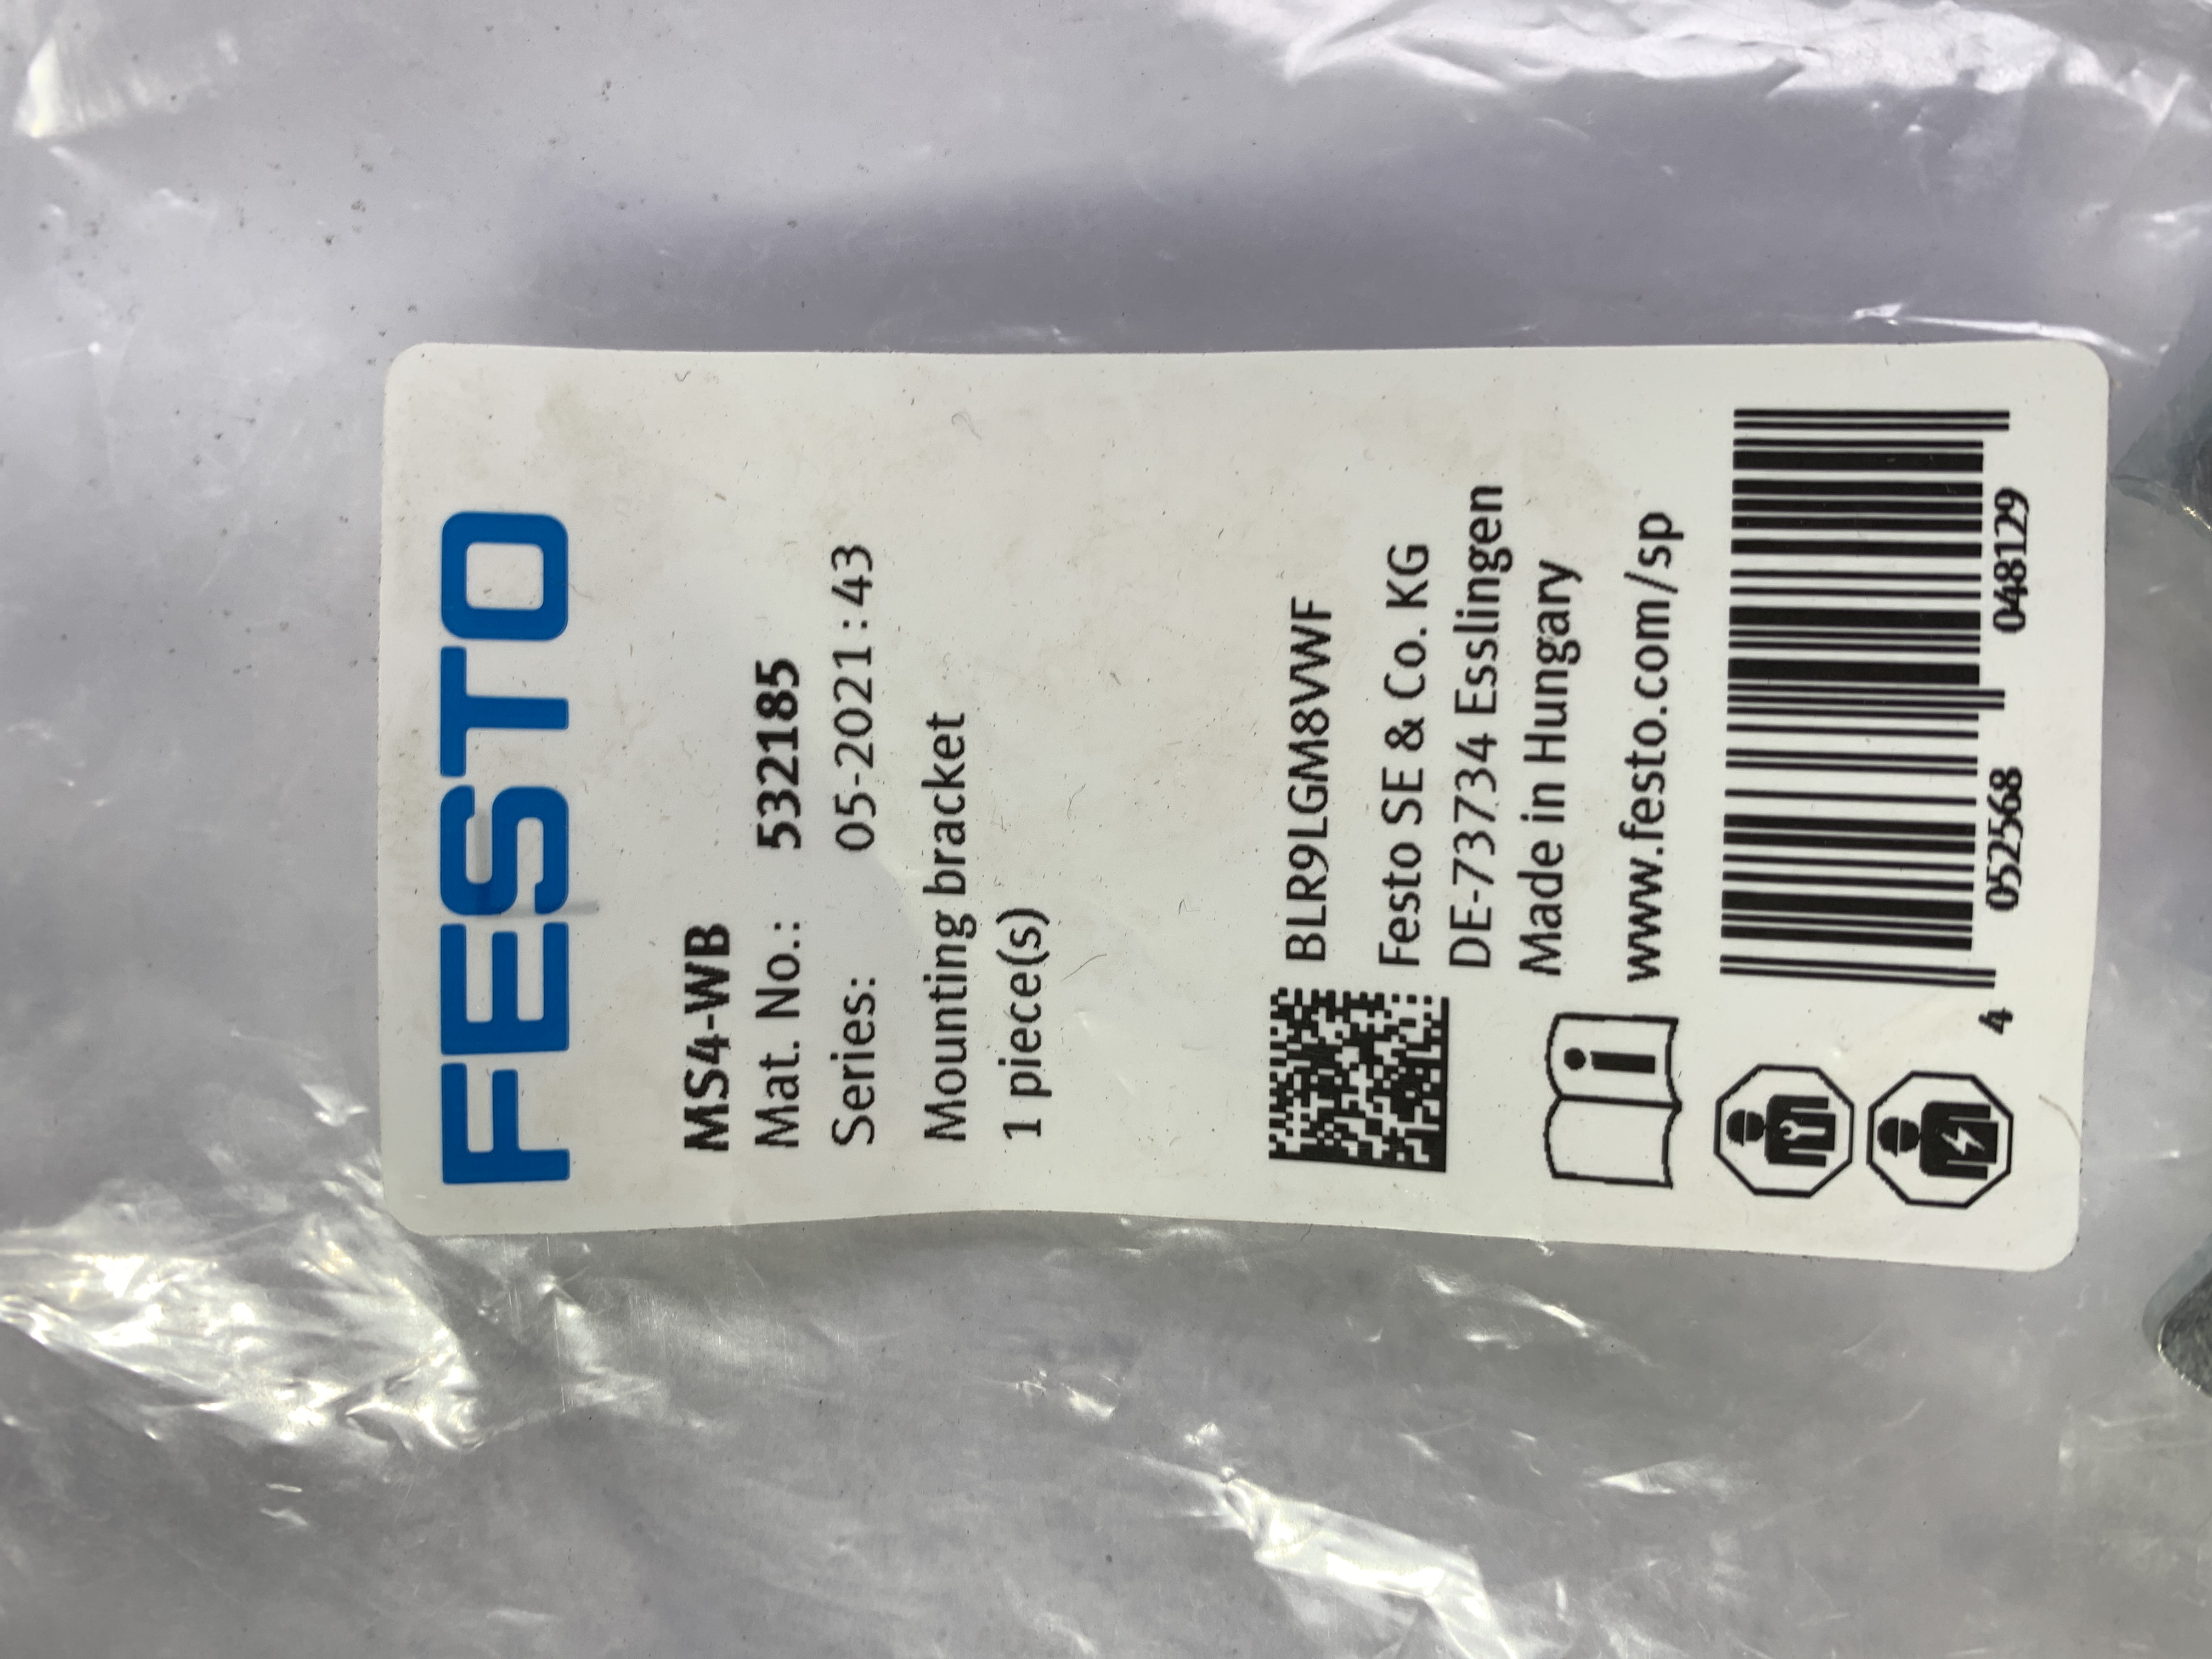 FESTO
MS4-WB
Mat. No.: 532185
Series: 05-2021 : 43
Mounting bracket
1 piece(s)
BLR9LGM8VWF
Festo SE & Co. KG
DE-73734 Esslingen
Made in Hungary
www.festo.com/sp
4 052568 048129